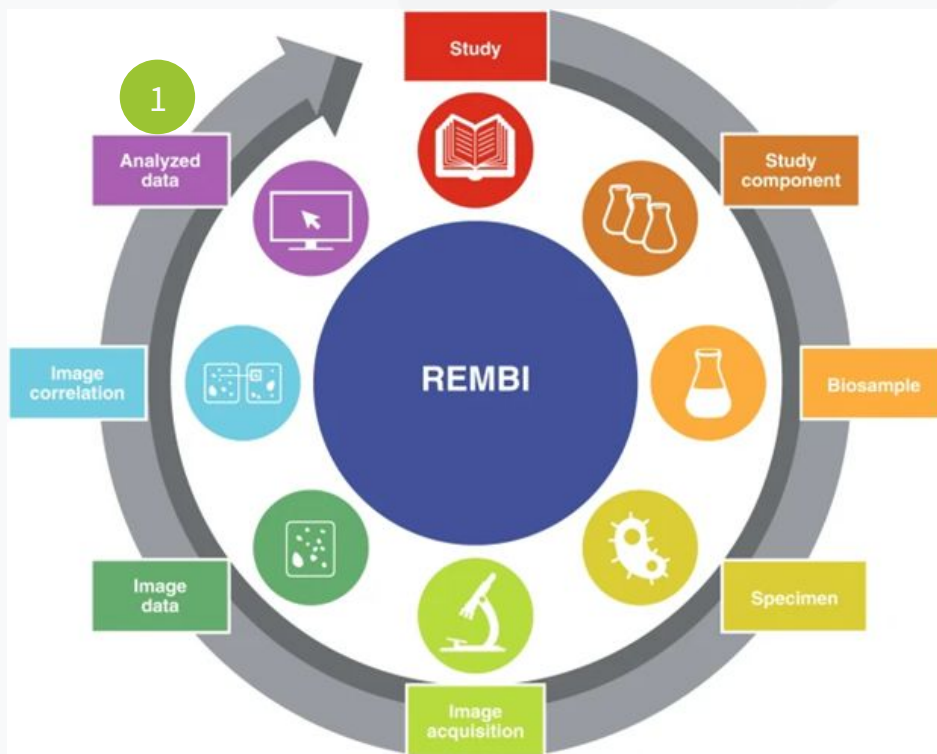 Study
1
Analyzed
data
Study
component
Image
correlation
REMBI
Biosample
Image
data
Specimen
Image
acquisition